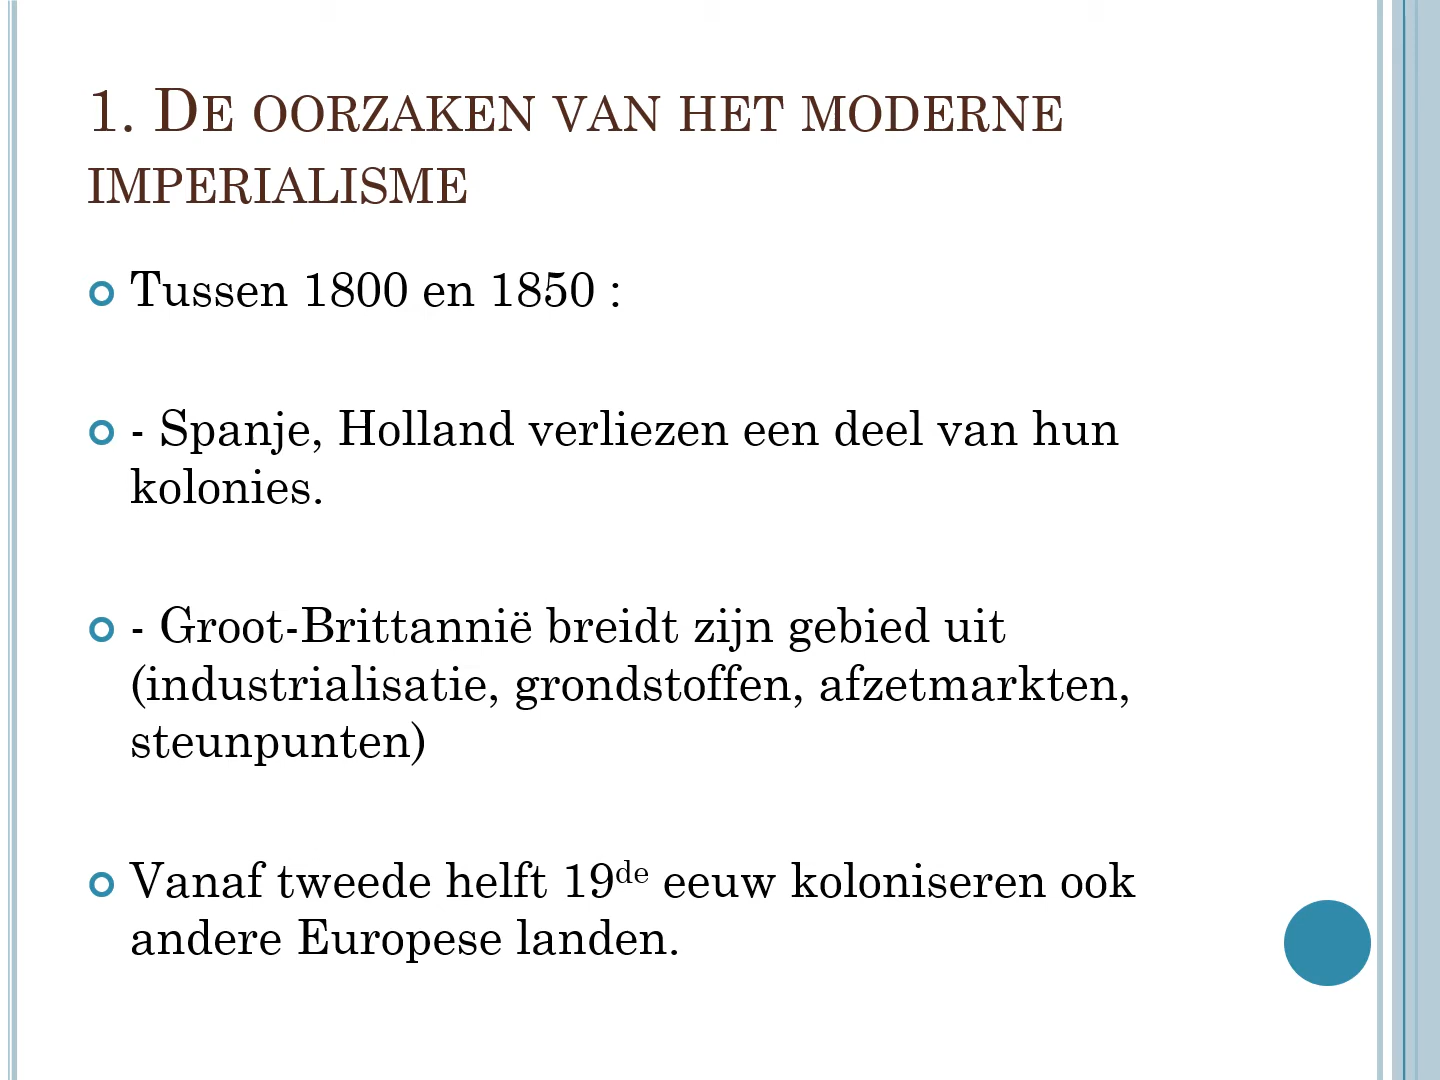 1. De oorzaken van het moderne
imperialisme
Tussen 1800 en 1850 :
- Spanje, Holland verliezen een deel van hun
kolonies.
- Groot-Brittannië breidt zijn gebied uit
(industrialisatie, grondstoffen, afzetmarkten,
steunpunten)
Vanaf tweede helft 19de eeuw koloniseren ook
andere Europese landen.